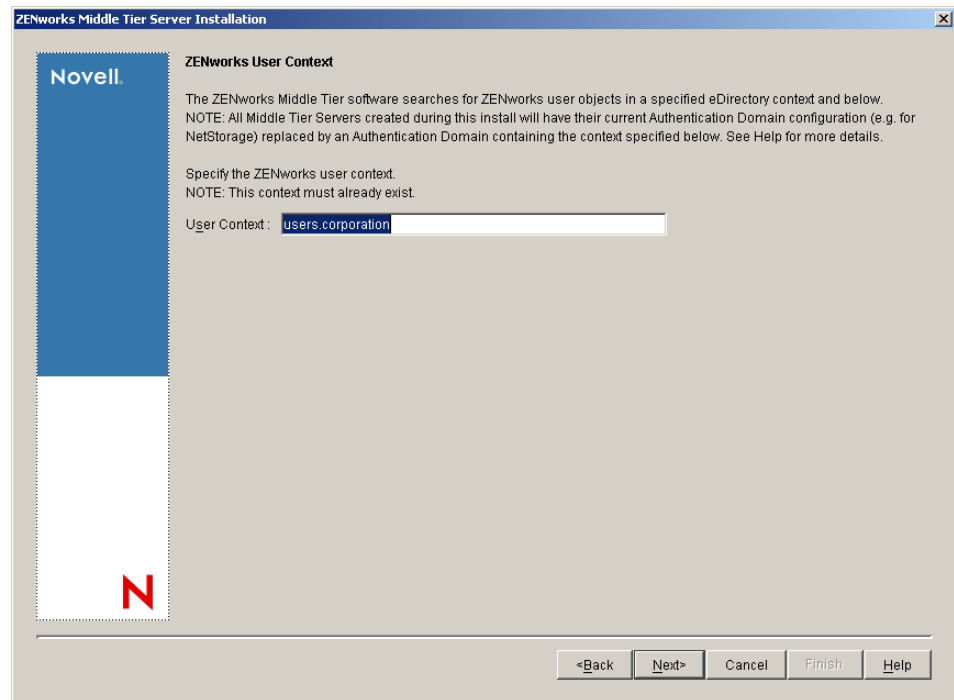 ZENworks Middle Tier Server Installation
Novell.
ZENworks User Context
The ZENworks Middle Tier software searches for ZENworks user objects in a specified eDirectory context and below.
NOTE: All Middle Tier Servers created during this install will have their current Authentication Domain configuration (e.g. for
NetStorage) replaced by an Authentication Domain containing the context specified below. See Help for more details.
Specify the ZENworks user context.
NOTE: This context must already exist.
User Context : users.corporation
N
<Back Next> Cancel Finish Help